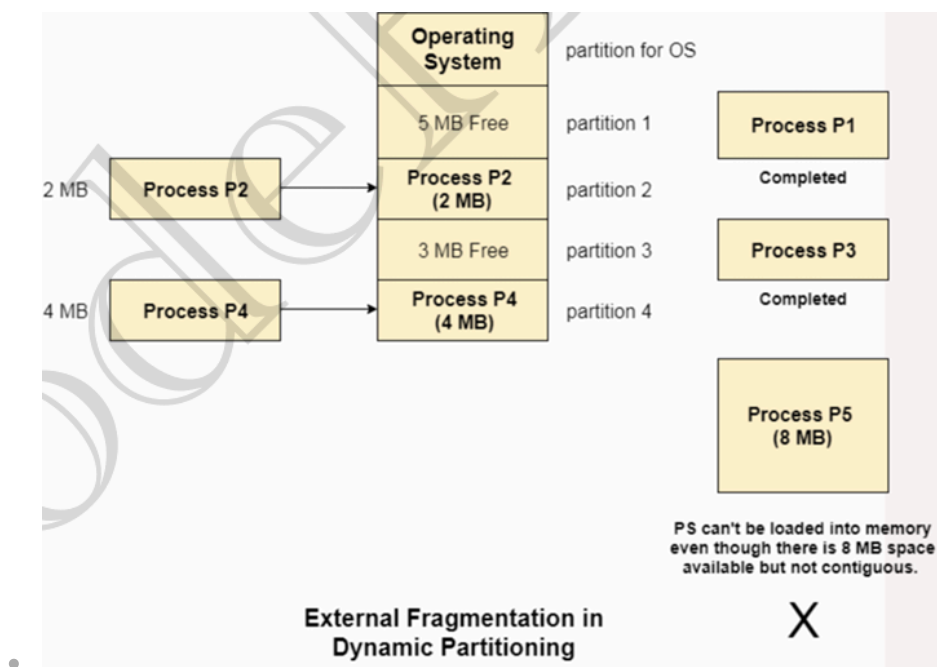 Operating
System
partition for OS
5 MB Free
partition 1
Process P1
Completed
2 MB
Process P2
Process P2
(2 MB)
partition 2
3 MB Free
partition 3
Process P3
Completed
4 MB
Process P4
Process P4
(4 MB)
partition 4
Process P5
(8 MB)
PS can't be loaded into memory
even though there is 8 MB space
available but not contiguous.
X
External Fragmentation in
Dynamic Partitioning